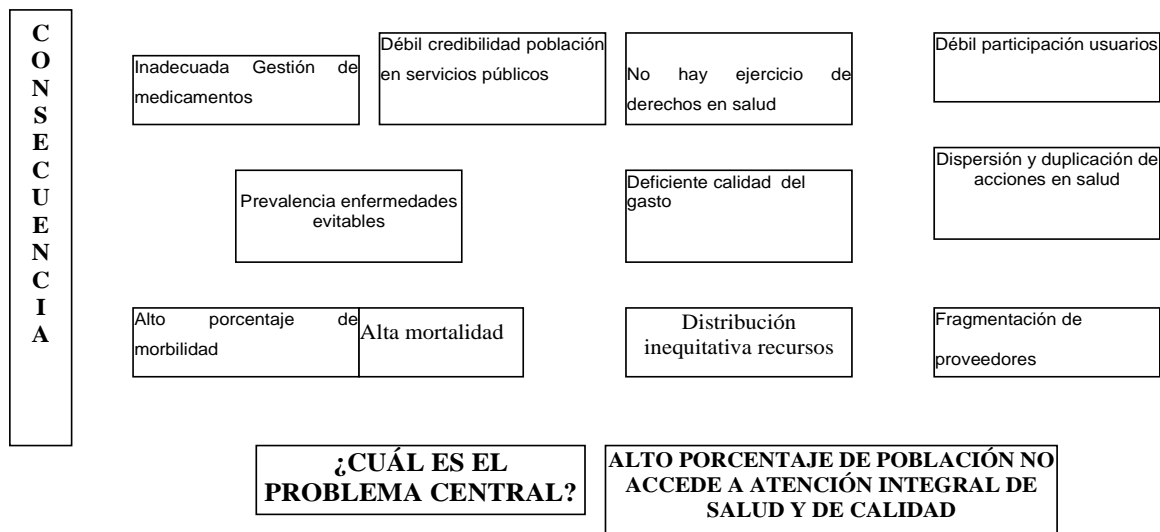 C
O
N
S
E
C
U
E
N
C
I
A
Inadecuada Gestión de
medicamentos
Débil credibilidad población
en servicios públicos
No hay ejercicio de
derechos en salud
Débil participación usuarios
Prevalencia enfermedades
evitables
Deficiente calidad del
gasto
Dispersión y duplicación de
acciones en salud
Alto porcentaje de
morbilidad
Alta mortalidad
Distribución
inequitativa recursos
Fragmentación de
proveedores
¿CUÁL ES EL
PROBLEMA CENTRAL?
ALTO PORCENTAJE DE POBLACIÓN NO
ACCEDE A ATENCIÓN INTEGRAL DE
SALUD Y DE CALIDAD